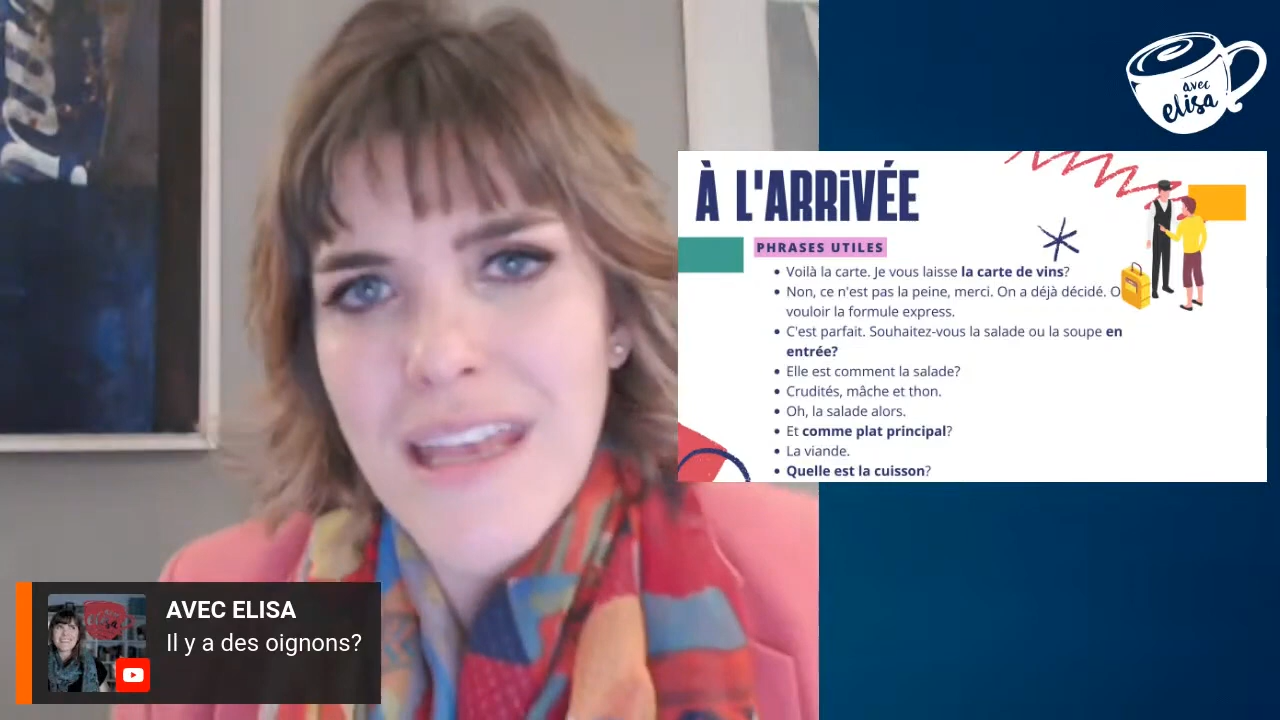 avec
elisa
À L'ARRiVÉE
PHRASES UTILES
Voilà la carte. Je vous laisse la carte de vins?
Non, ce n'est pas la peine, merci. On a déjà décidé. O
vouloir la formule express.
C'est parfait. Souhaitez-vous la salade ou la soupe en
entrée?
Elle est comment la salade?
Crudités, mâche et thon.
Oh, la salade alors.
Et comme plat principal?
La viande.
Quelle est la cuisson?
AVEC ELISA
Il y a des oignons?